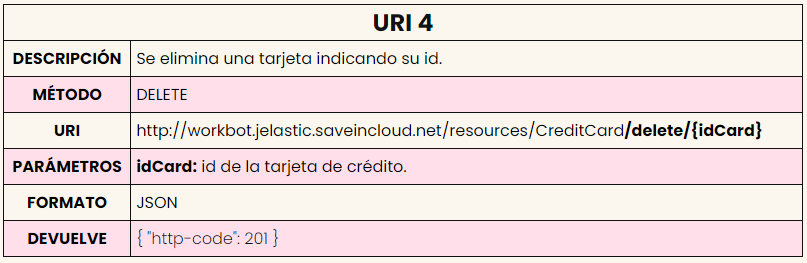 URI 4
DESCRIPCIÓN Se elimina una tarjeta indicando su id.
MÉTODO DELETE
URI http://workbot.jelastic.saveincloud.net/resources/CreditCard/delete/{idCard}
PARÁMETROS idCard: id de la tarjeta de crédito.
FORMATO JSON
DEVUELVE { "http-code": 201 }